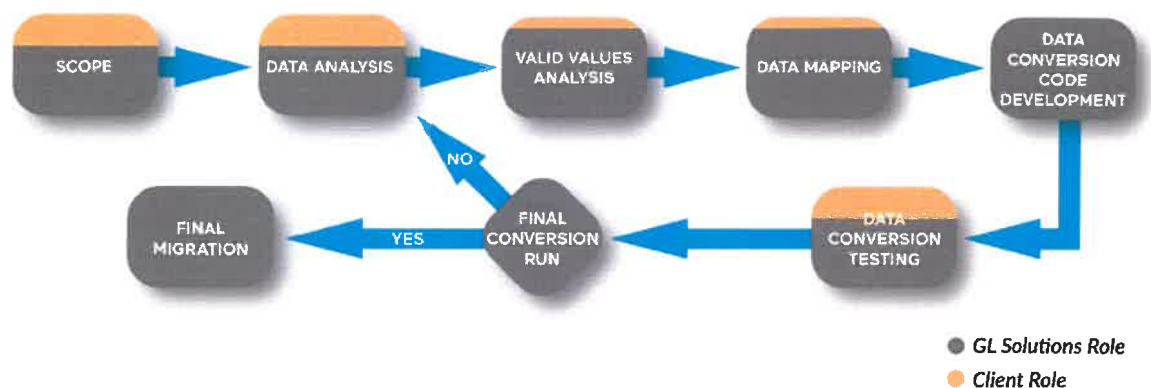 SCOPE
DATA ANALYSIS
VALID VALUES
ANALYSIS
DATA MAPPING
DATA
CONVERSION
CODE
DEVELOPMENT
NO
FINAL
MIGRATION
YES
FINAL
CONVERSION
RUN
DATA
CONVERSION
TESTING
GL Solutions Role
Client Role